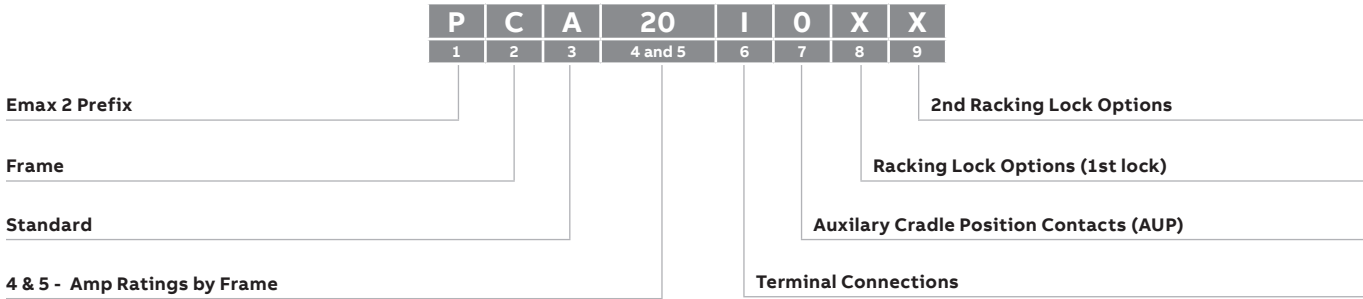 P C A 20 I 0 X X
1 2 3 4 and 5 6 7 8 9
Emax 2 Prefix
2nd Racking Lock Options
Frame
Racking Lock Options (1st lock)
Standard
Auxilary Cradle Position Contacts (AUP)
4 & 5 - Amp Ratings by Frame
Terminal Connections